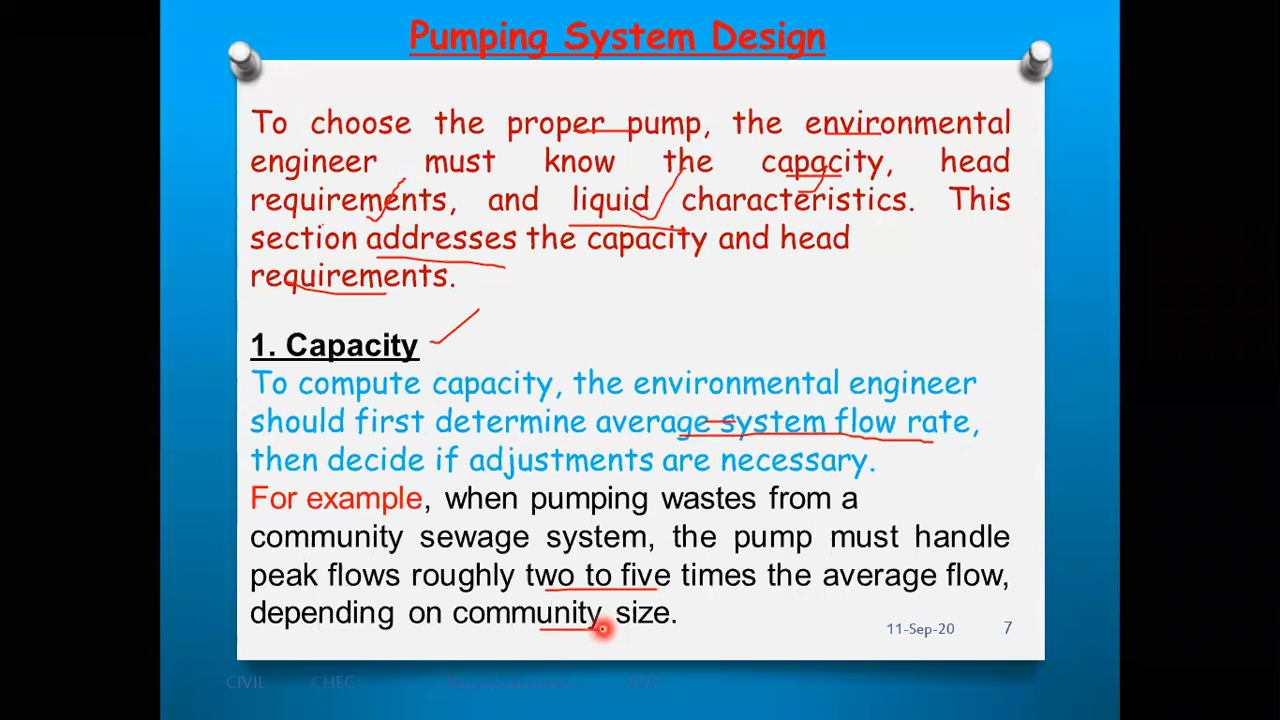 Pumping System Design
To choose the proper pump, the environmental
engineer must know the capacity, head
requirements, and liquid characteristics. This
section addresses the capacity and head
requirements.
1. Capacity
To compute capacity, the environmental engineer
should first determine average system flow rate,
then decide if adjustments are necessary.
For example, when pumping wastes from a
community sewage system, the pump must handle
peak flows roughly two to five times the average flow,
depending on community size.
11-Sep-20 7
CIVIL CHEC